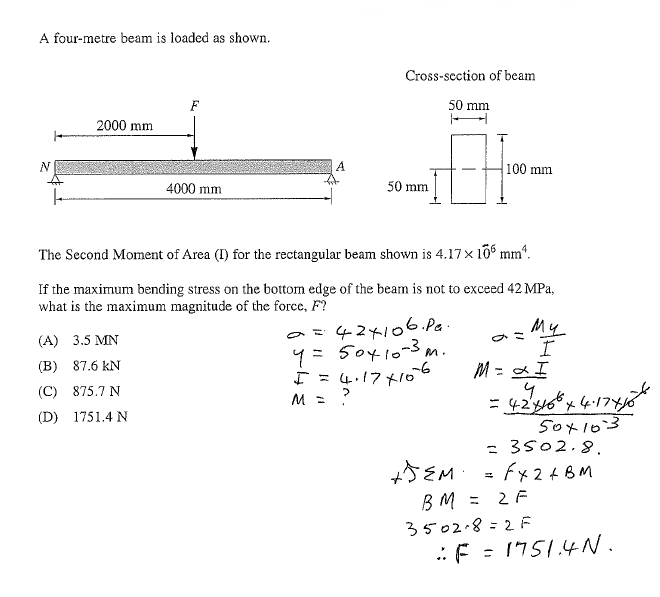 A four-metre beam is loaded as shown.
Cross-section of beam
F
50 mm
2000 mm
N
A
100 mm
4000 mm
50 mm
The Second Moment of Area (I) for the rectangular beam shown is 4.17 × 10⁻⁶ mm⁴.
If the maximum bending stress on the bottom edge of the beam is not to exceed 42 MPa,
what is the maximum magnitude of the force, F?
(A) 3.5 MN
(B) 87.6 kN
(C) 875.7 N
(D) 1751.4 N
σ = 42×10⁶ Pa.
y = 50×10⁻³ m.
I = 4.17×10⁻⁶
M = ?
σ = My/I
M = σI/y
= 42×10⁶ × 4.17×10⁻⁶ / 50×10⁻³
= 3502.8.
+↻ ΣM = F×2 + BM
BM = 2F
3502.8 = 2F
∴ F = 1751.4N.